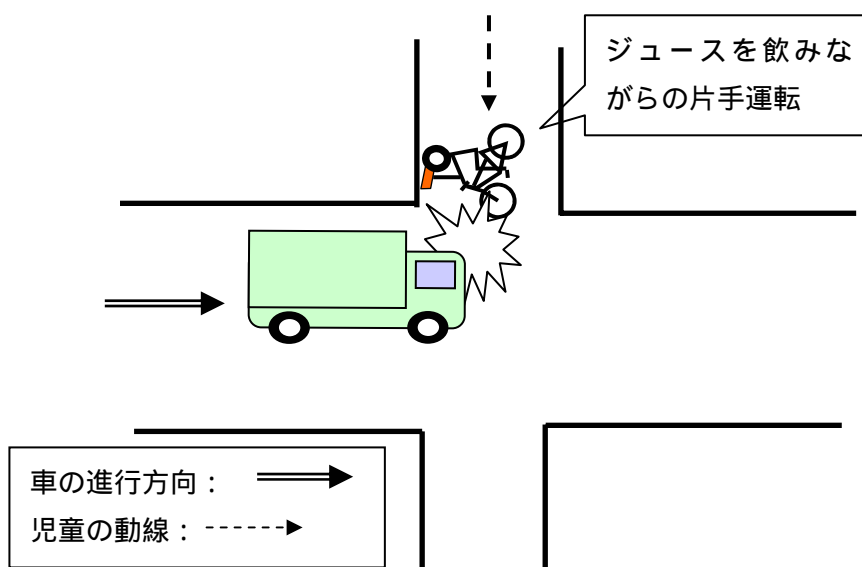 ジュースを飲みな
がらの片手運転
車の進行方向：
児童の動線：